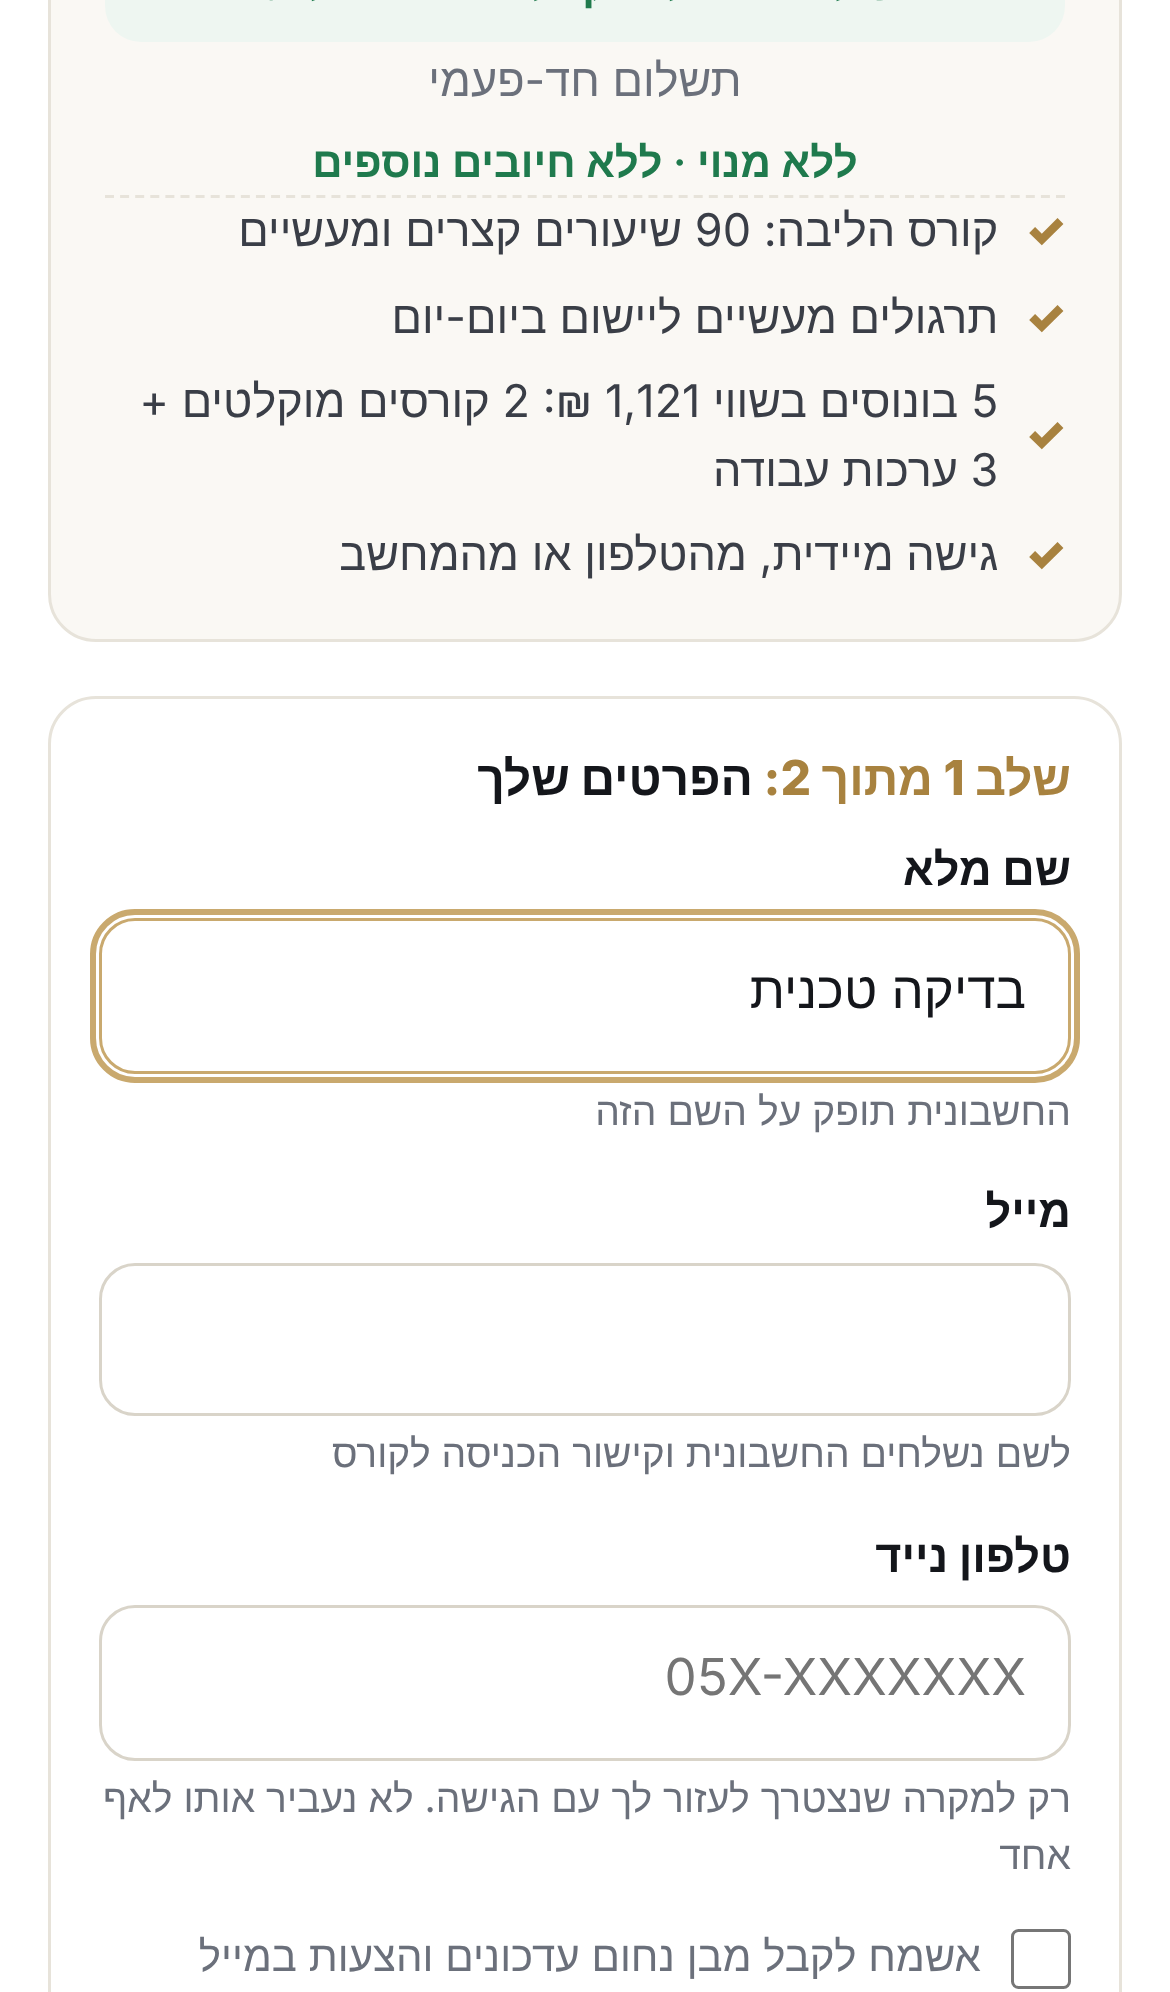 תשלום חד-פעמי
ללא מנוי · ללא חיובים נוספים
קורס הליבה: 90 שיעורים קצרים ומעשיים
תרגולים מעשיים ליישום ביום-יום
5 בונוסים בשווי 1,121 ₪: 2 קורסים מוקלטים +
3 ערכות עבודה
גישה מיידית, מהטלפון או מהמחשב
שלב 1 מתוך 2: הפרטים שלך
שם מלא
בדיקה טכנית
החשבונית תופק על השם הזה
מייל
לשם נשלחים החשבונית וקישור הכניסה לקורס
טלפון נייד
05X-XXXXXXX
רק למקרה שנצטרך לעזור לך עם הגישה. לא נעביר אותו לאף
אחד
אשמח לקבל מבן נחום עדכונים והצעות במייל